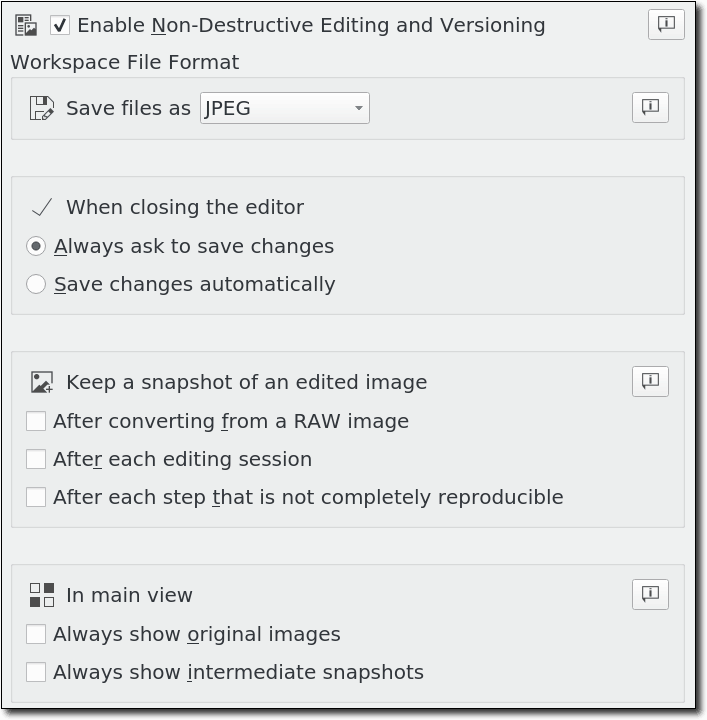 Enable Non-Destructive Editing and Versioning
Workspace File Format
Save files as JPEG
When closing the editor
Always ask to save changes
Save changes automatically
Keep a snapshot of an edited image
After converting from a RAW image
After each editing session
After each step that is not completely reproducible
In main view
Always show original images
Always show intermediate snapshots